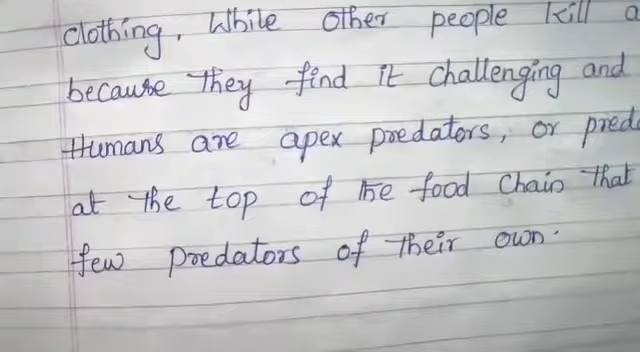 clothing, While other people kill a
because they find it challenging and
Humans are apex predators, or preda
at the top of the food chain that
few predators of their own.